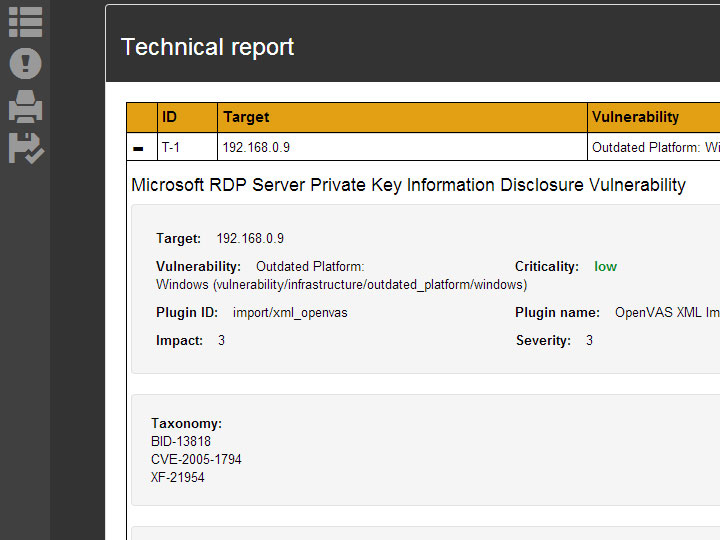 Technical report
ID Target Vulnerability
T-1 192.168.0.9 Outdated Platform: Wi
Microsoft RDP Server Private Key Information Disclosure Vulnerability
Target: 192.168.0.9
Vulnerability: Outdated Platform: Criticality: low
Windows (vulnerability/infrastructure/outdated_platform/windows)
Plugin ID: import/xml_openvas Plugin name: OpenVAS XML Im
Impact: 3 Severity: 3
Taxonomy:
BID-13818
CVE-2005-1794
XF-21954